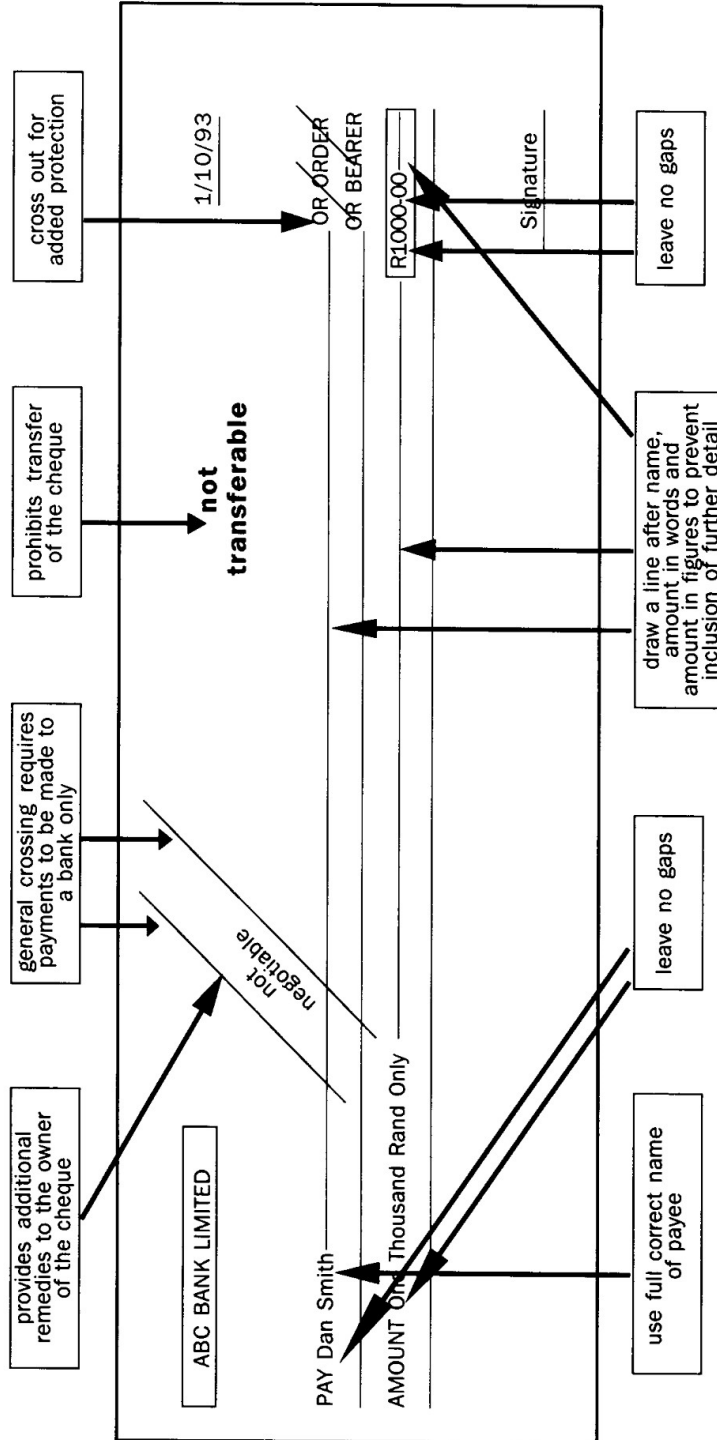 provides additional
remedies to the owner
of the cheque
general crossing requires
payments to be made to
a bank only
prohibits transfer
of the cheque
cross out for
added protection
ABC BANK LIMITED
not
negotiable
not
transferable
1/10/93
PAY Dan Smith
OR ORDER
OR BEARER
AMOUNT One Thousand Rand Only
R1000-00
Signature
use full correct name
of payee
leave no gaps
draw a line after name,
amount in words and
amount in figures to prevent
inclusion of further detail
leave no gaps